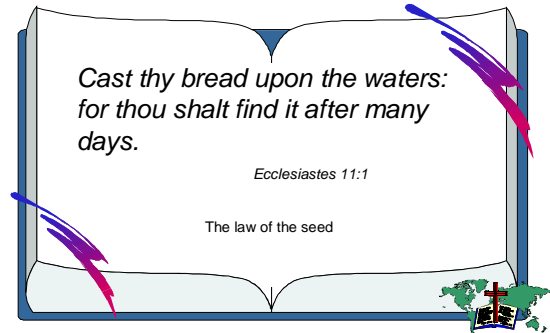 Cast thy bread upon the waters:
for thou shalt find it after many
days.
Ecclesiastes 11:1
The law of the seed